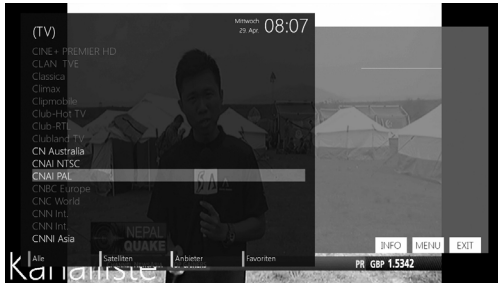 (TV)
Mittwoch
29. Apr.
08:07
CINE+ PREMIER HD
CLAN TVE
Classica
Climax
Clipmobile
Club-Hot TV
Club-RTL
Clubland TV
CN Australia
CNAI NTSC
CNAI PAL
CNBC Europe
CNC World
CNN Int.
CNN Int.
CNNI Asia
NEPAL
QUAKE
INFO MENU EXIT
Alle Satelliten Anbieter Favoriten
Kanalliste
PR GBP 1.5342